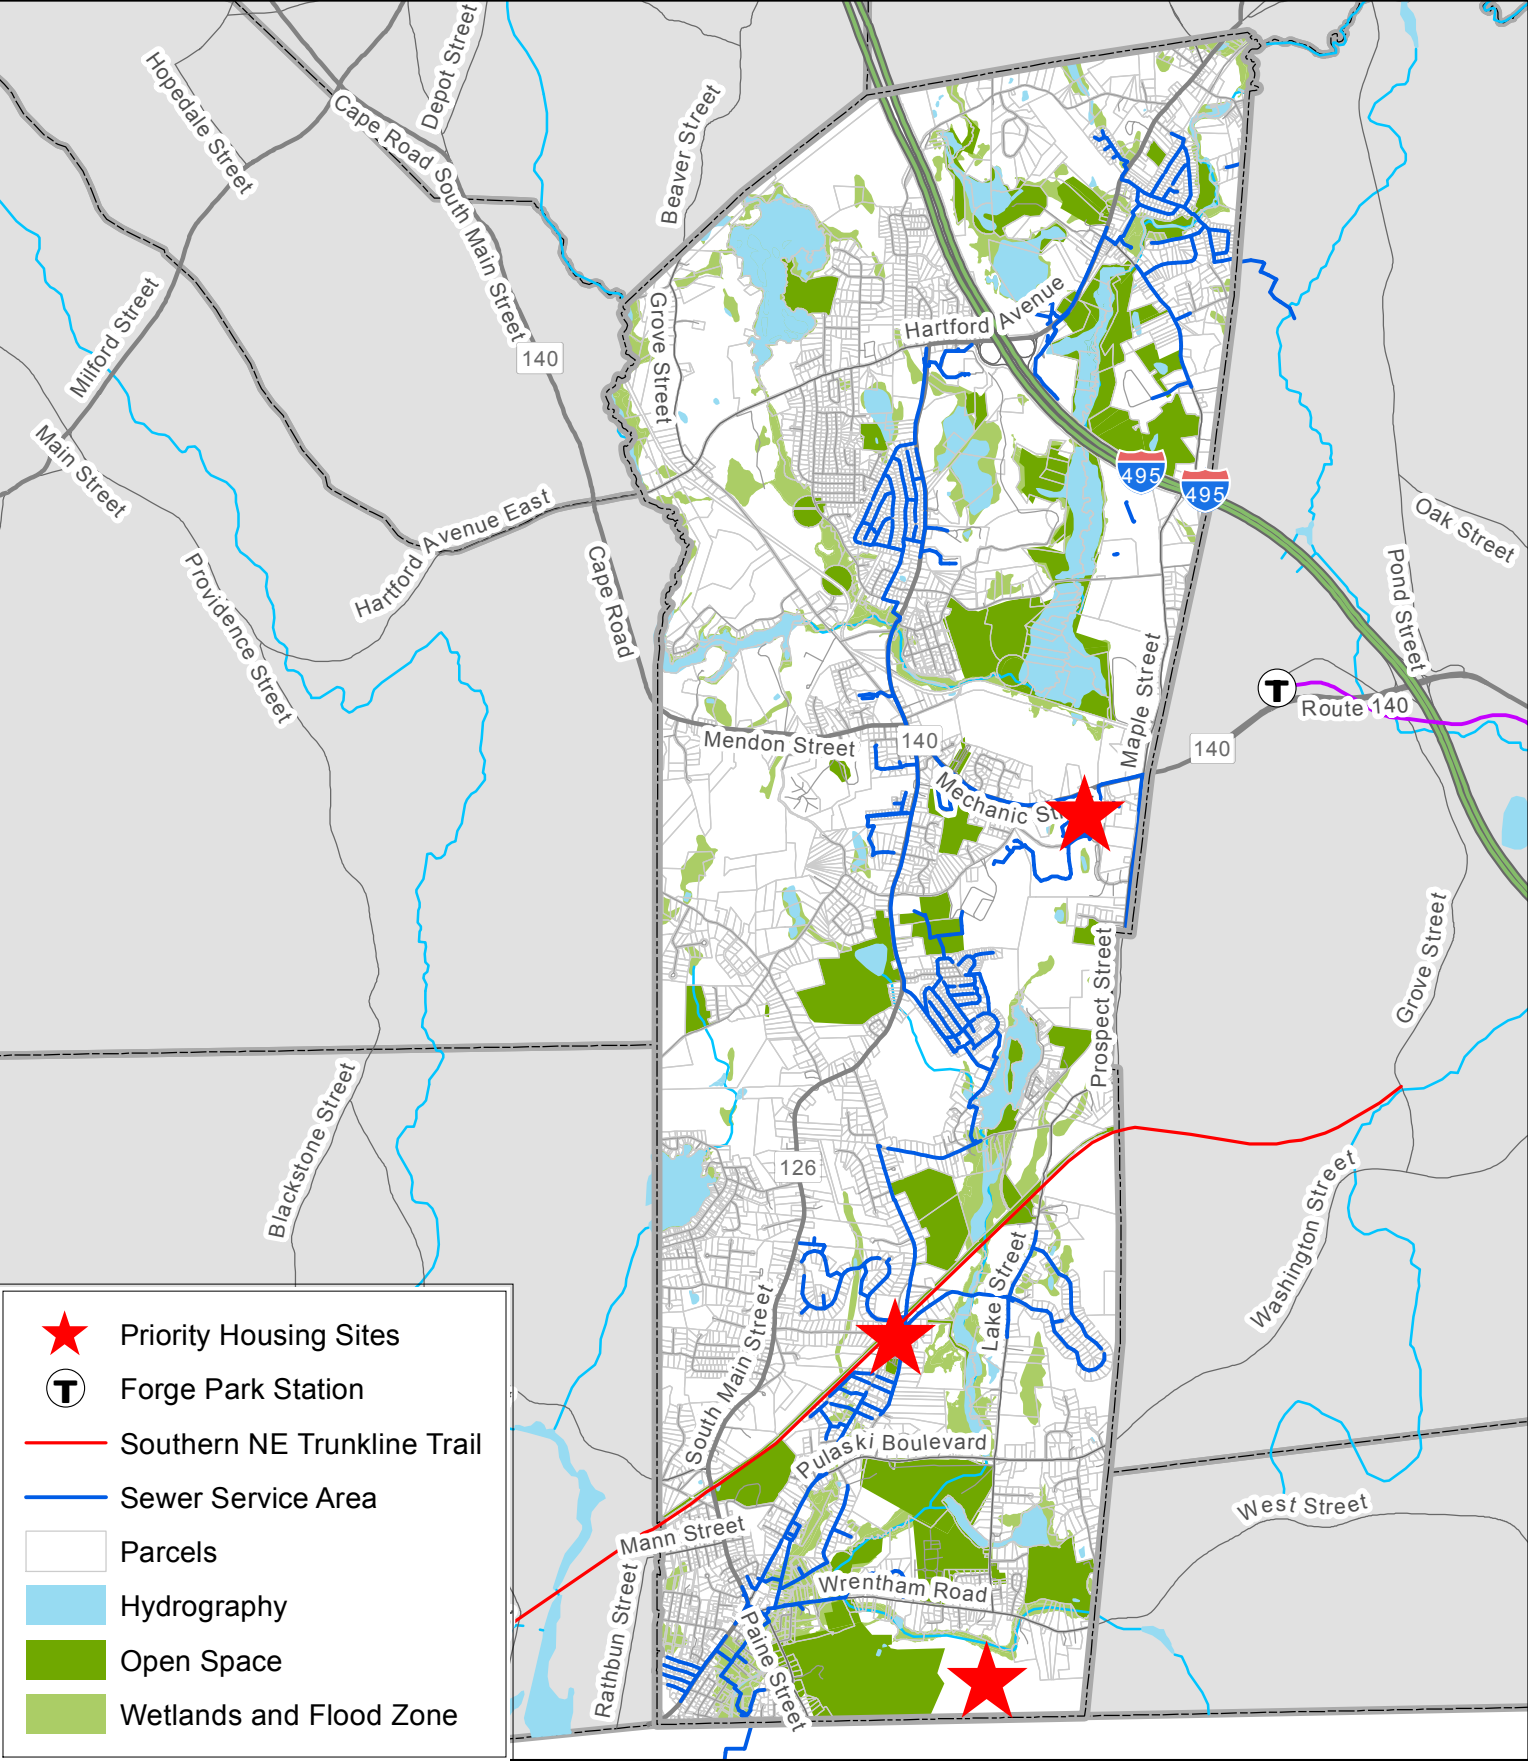 Hopedale Street
Depot Street
Cape Road
South Main Street
Beaver Street
Milford Street
Main Street
140
Grove Street
Hartford Avenue
495
495
Oak Street
Pond Street
Hartford Avenue East
Cape Road
Providence Street
Maple Street
T
Route 140
140
Mendon Street
140
Mechanic St
Prospect Street
Grove Street
Blackstone Street
126
Washington Street
Lake Street
South Main Street
Pulaski Boulevard
West Street
Mann Street
Wrentham Road
Rathbun Street
Paine Street
Priority Housing Sites
T Forge Park Station
Southern NE Trunkline Trail
Sewer Service Area
Parcels
Hydrography
Open Space
Wetlands and Flood Zone